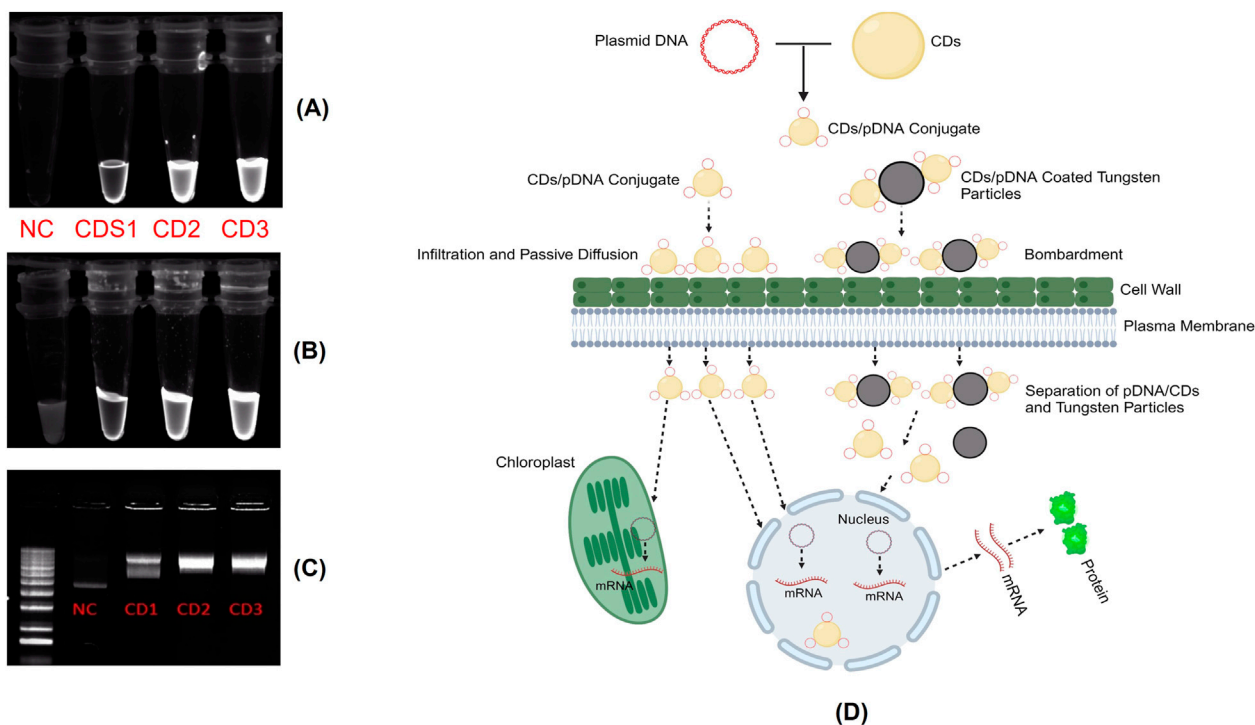 (A)
NC CDS1 CD2 CD3
(B)
(C)
NC CD1 CD2 CD3
Plasmid DNA
CDs
CDs/pDNA Conjugate
CDs/pDNA Conjugate
CDs/pDNA Coated Tungsten
Particles
Infiltration and Passive Diffusion
Bombardment
Cell Wall
Plasma Membrane
Separation of pDNA/CDs
and Tungsten Particles
Chloroplast
mRNA
Nucleus
mRNA
mRNA
mRNA
Protein
(D)